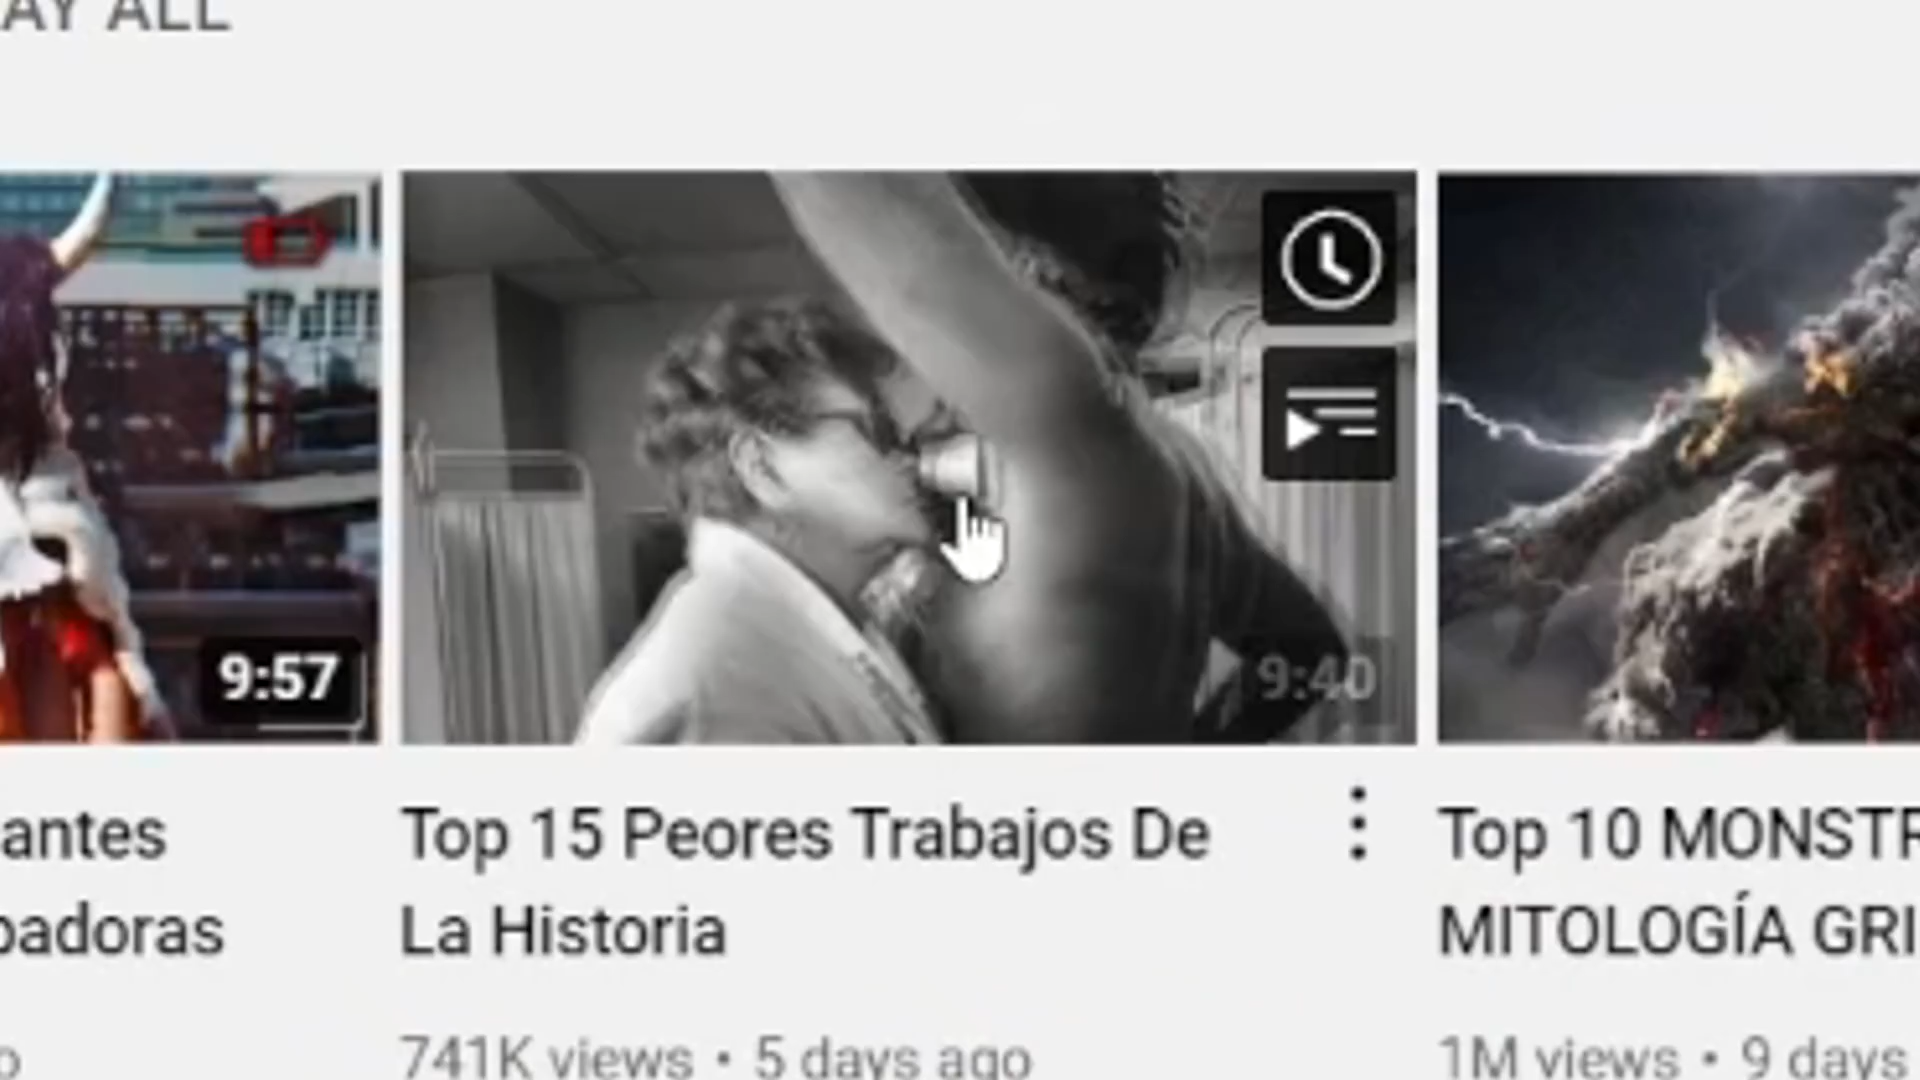 AY ALL
9:57
9:40
antes
padoras
Top 15 Peores Trabajos De
La Historia
741K views • 5 days ago
Top 10 MONSTR
MITOLOGÍA GRI
1M views • 9 days